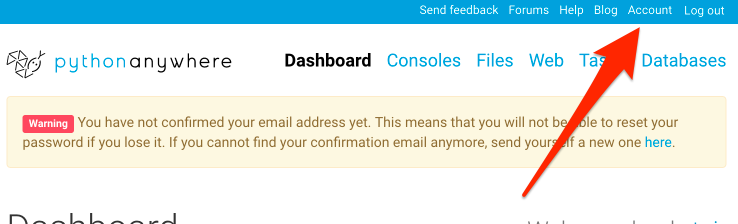 Send feedback Forums Help Blog Account Log out
pythonanywhere Dashboard Consoles Files Web Databases
Warning You have not confirmed your email address yet. This means that you will not be able to reset your
password if you lose it. If you cannot find your confirmation email anymore, send yourself a new one here.
Dashboard